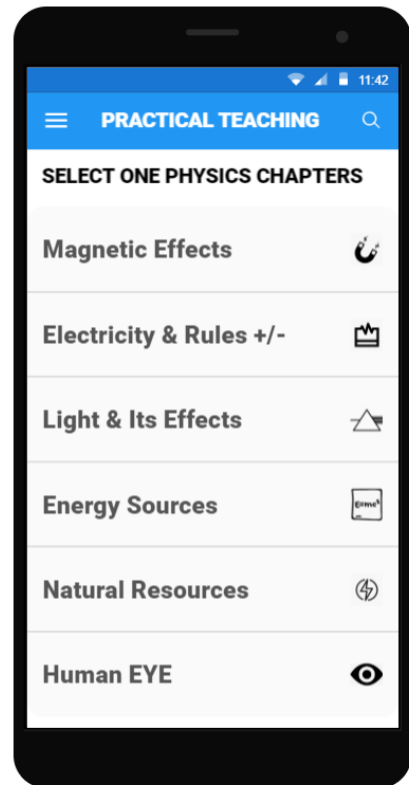 11:42
PRACTICAL TEACHING
SELECT ONE PHYSICS CHAPTERS
Magnetic Effects
Electricity & Rules +/-
Light & Its Effects
Energy Sources
E=mc²
Natural Resources
Human EYE